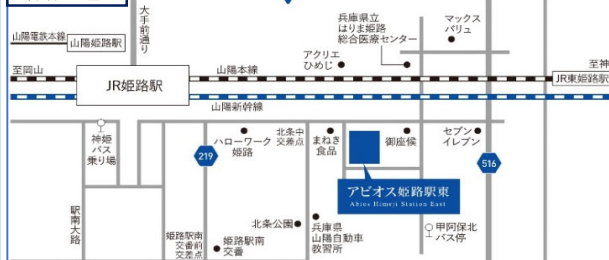 大手前通り
山陽電鉄本線
山陽姫路駅
至岡山
JR姫路駅
山陽本線
山陽新幹線
アクリエ
ひめじ
兵庫県立
はりま姫路
総合医療センター
マックス
バリュ
至神
JR東姫路駅
神姫
バス
乗り場
219
ハローワーク
姫路
北条中
交差点
まねき
食品
御座候
セブン
イレブン
516
アビオス姫路駅東
Abios Himeji Station East
駅南大路
姫路駅南
交番前
交差点
姫路駅南
交番
北条公園
兵庫県
山陽自動車
教習所
甲阿保北
バス停